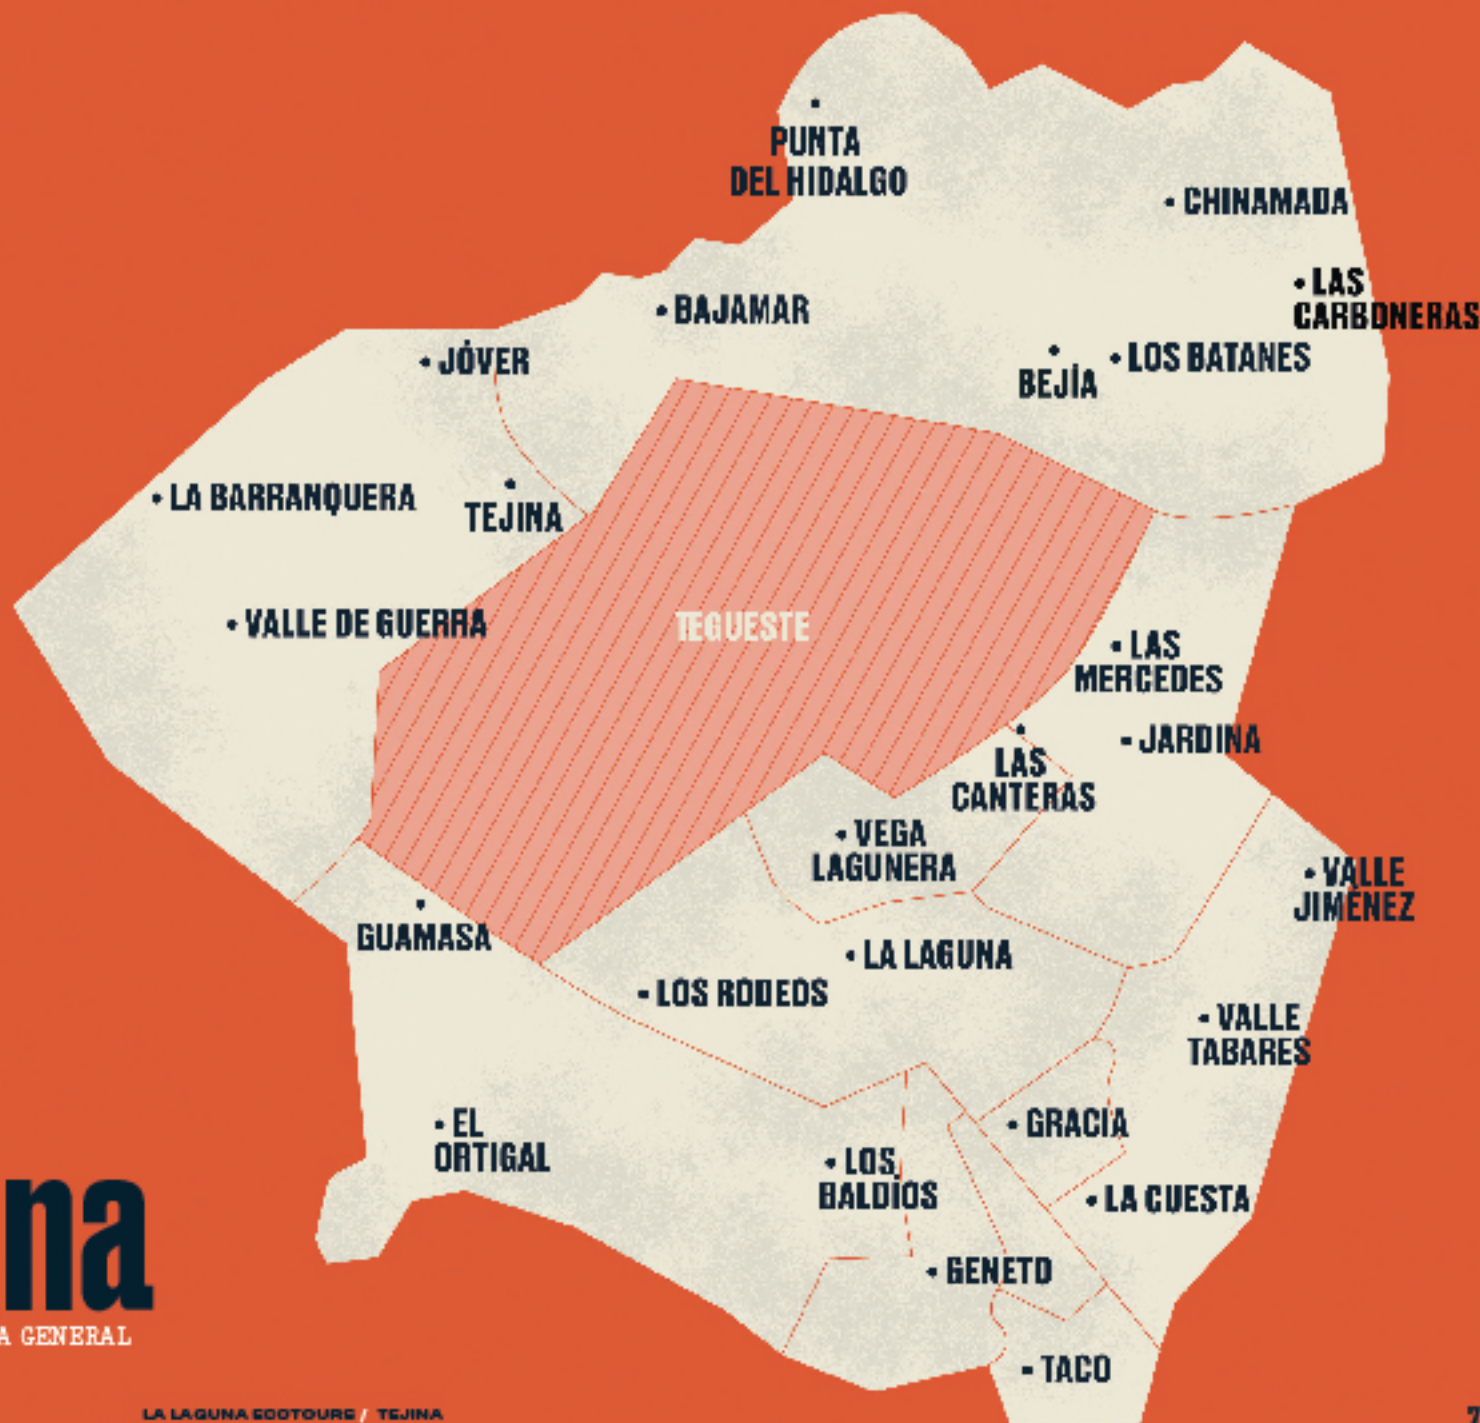 PUNTA
DEL HIDALGO
CHINAMADA
LAS
CARBONERAS
BAJAMAR
JÓVER
LOS BATANES
BEJÍA
LA BARRANQUERA
TEJINA
VALLE DE GUERRA
TEGUESTE
LAS
MERCEDES
JARDINA
LAS
CANTERAS
VEGA
LAGUNERA
VALLE
JIMÉNEZ
GUAMASA
LA LAGUNA
LOS RODEOS
VALLE
TABARES
EL
ORTIGAL
GRACIA
LOS
BALDÍOS
LA CUESTA
GENETO
TACO
na
A GENERAL
LA LAGUNA ECOTOURS / TEJINA
7